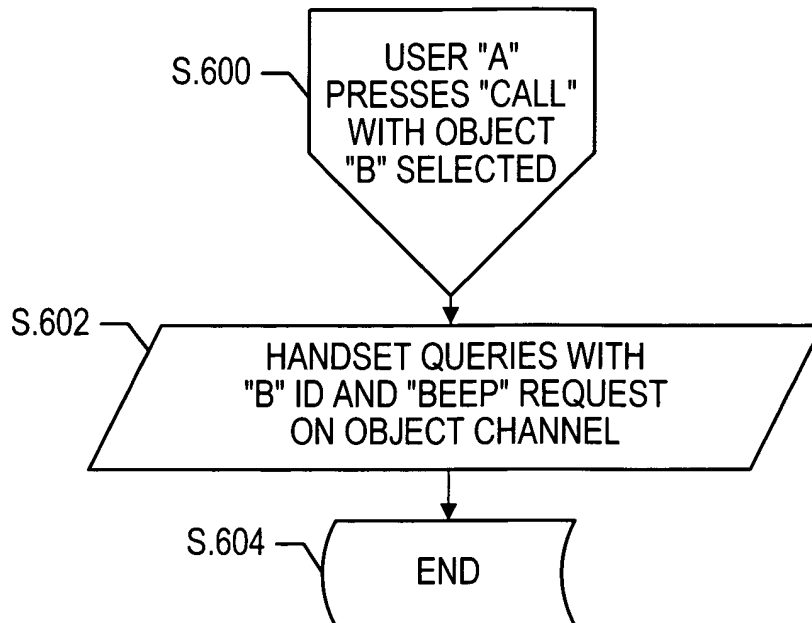 S.600
USER "A"
PRESSES "CALL"
WITH OBJECT
"B" SELECTED
S.602
HANDSET QUERIES WITH
"B" ID AND "BEEP" REQUEST
ON OBJECT CHANNEL
S.604
END